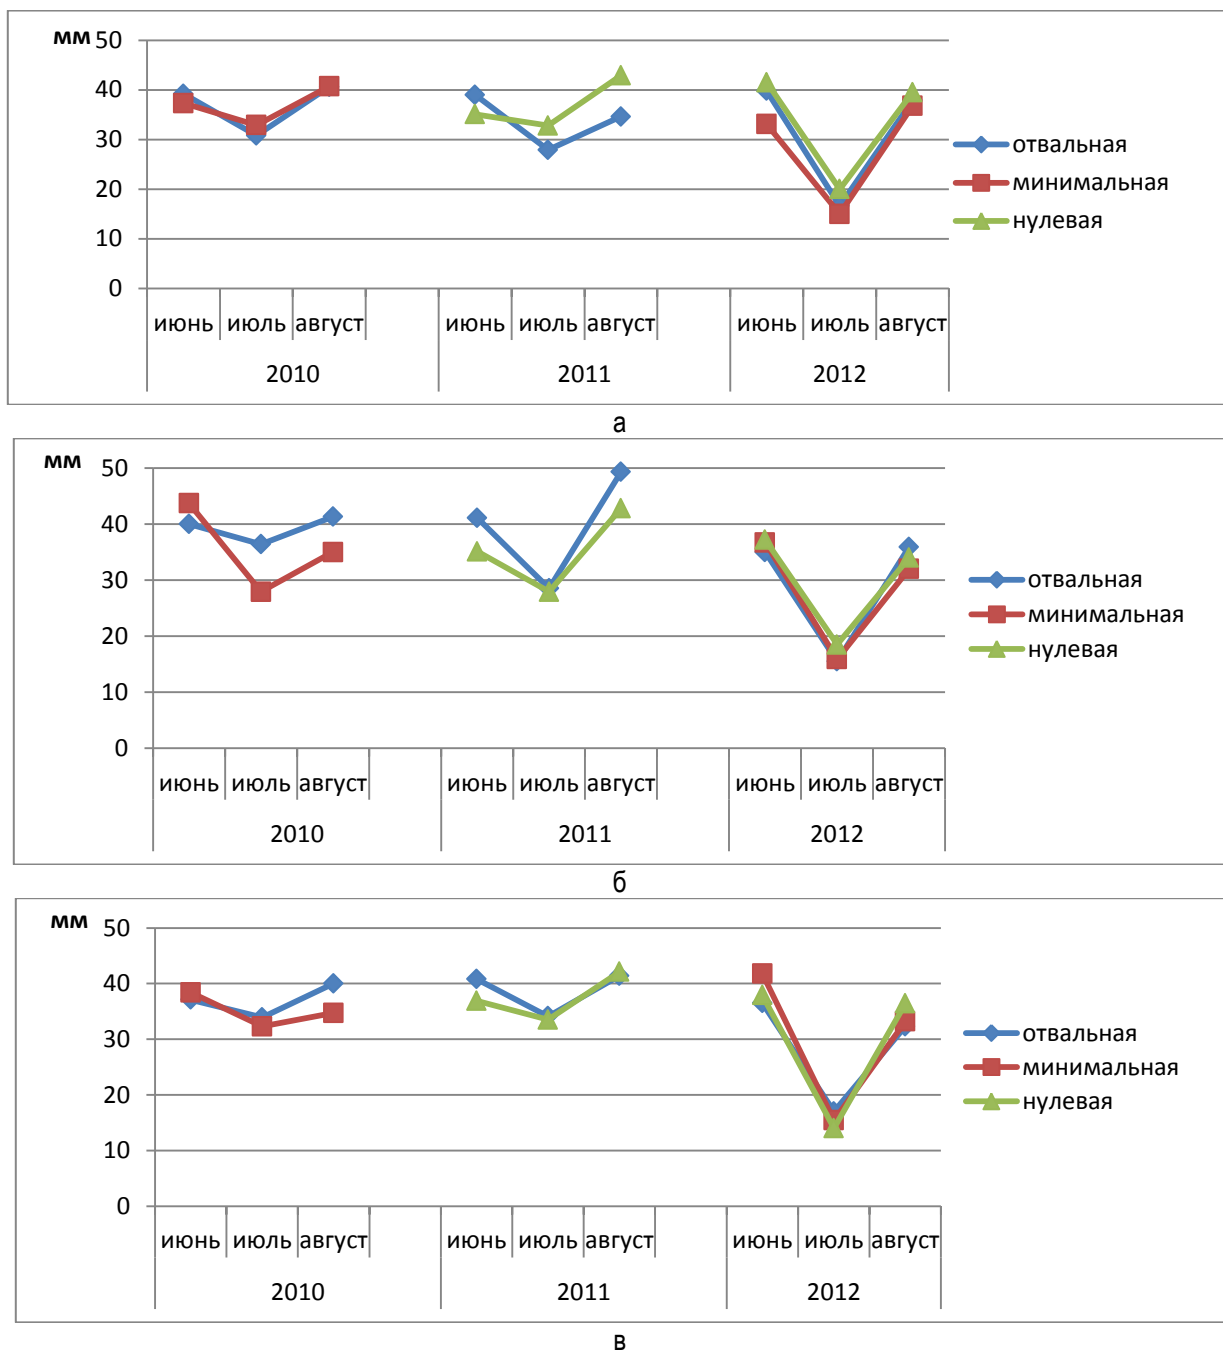 мм
50
40
30
20
10
0
отвальная
минимальная
нулевая
июнь июль август июнь июль август июнь июль август
2010 2011 2012
а
мм
50
40
30
20
10
0
отвальная
минимальная
нулевая
июнь июль август июнь июль август июнь июль август
2010 2011 2012
б
мм
50
40
30
20
10
0
отвальная
минимальная
нулевая
июнь июль август июнь июль август июнь июль август
2010 2011 2012
в